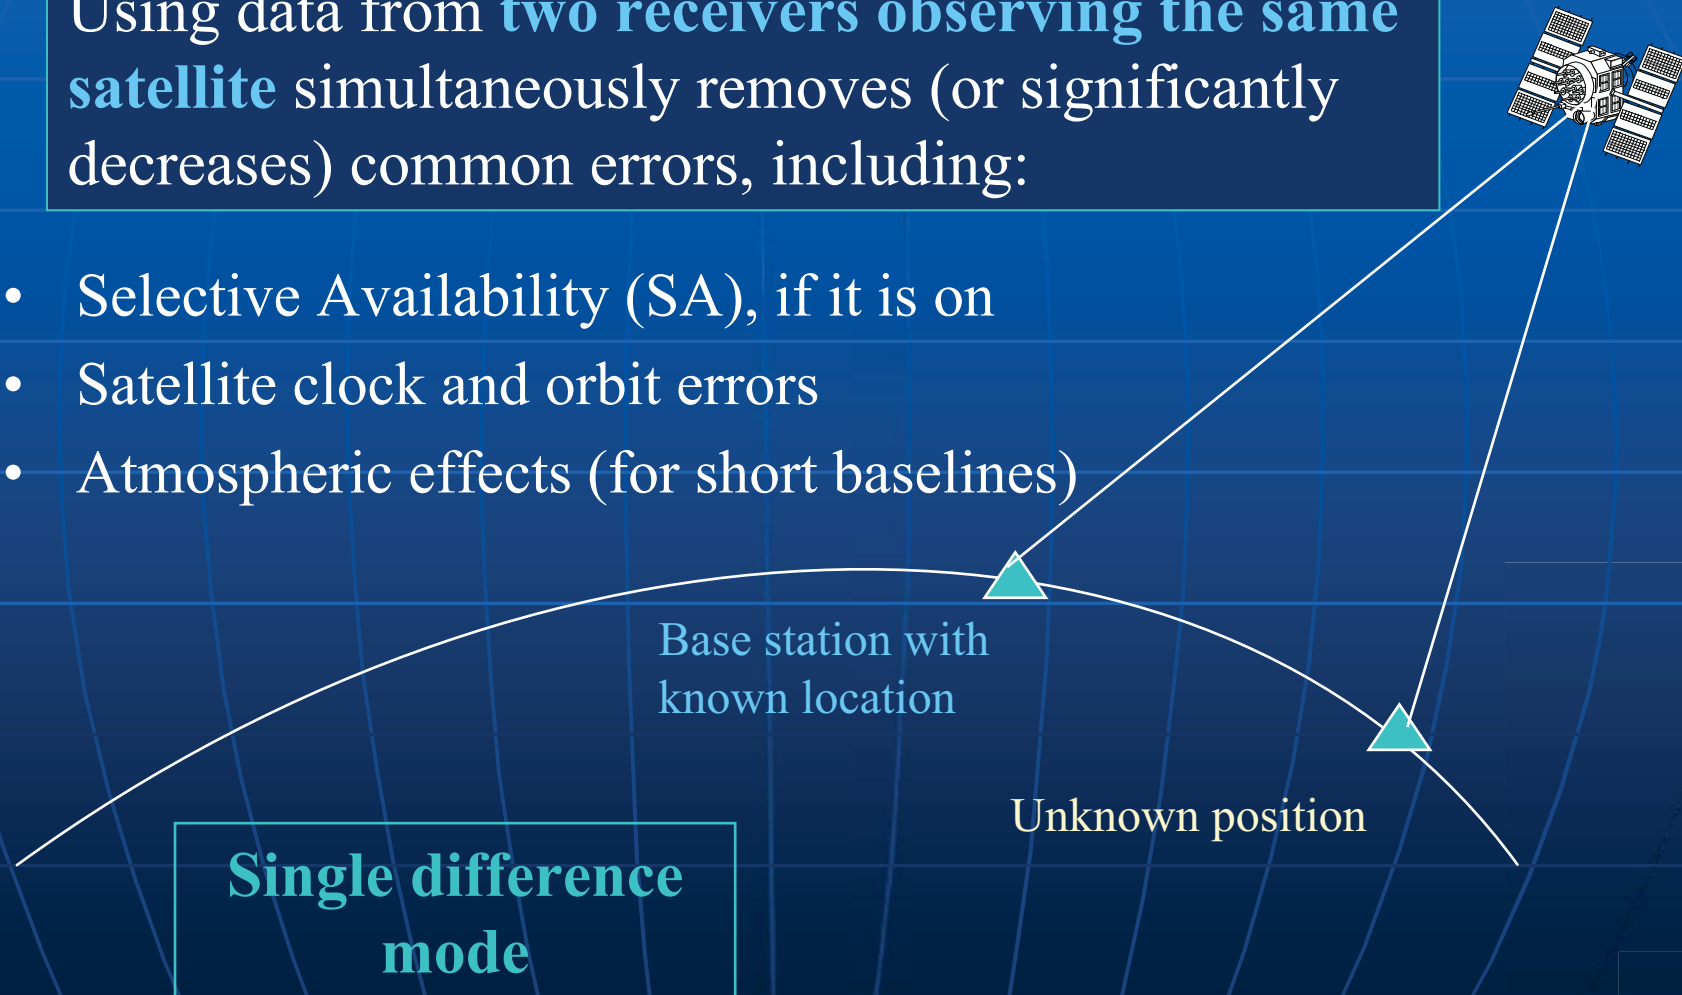 Using data from two receivers observing the same
satellite simultaneously removes (or significantly
decreases) common errors, including:
• Selective Availability (SA), if it is on
• Satellite clock and orbit errors
• Atmospheric effects (for short baselines)
Base station with
known location
Unknown position
Single difference
mode